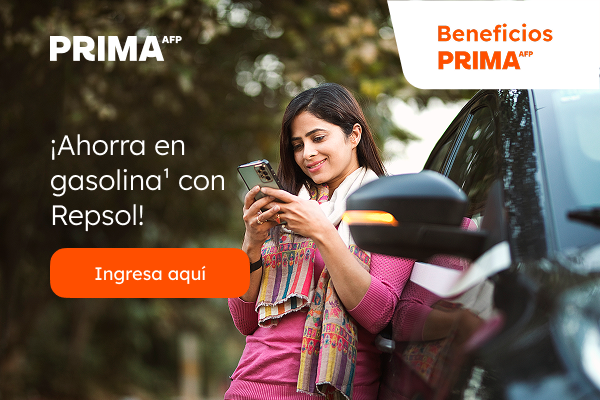 PRIMA AFP
Beneficios
PRIMA AFP
¡Ahorra en
gasolina¹ con
Repsol!
Ingresa aquí